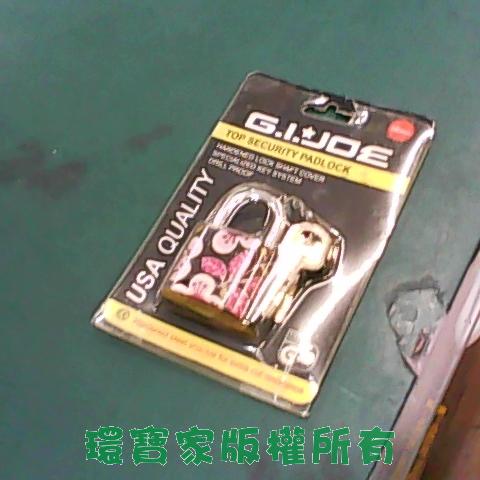 G.I.JOE
TOP SECURITY PADLOCK
HARDENED LOCK SHAFT COVER
SPECIALIZED KEY SYSTEM
DRILL PROOF
USA QUALITY
環寶家版權所有